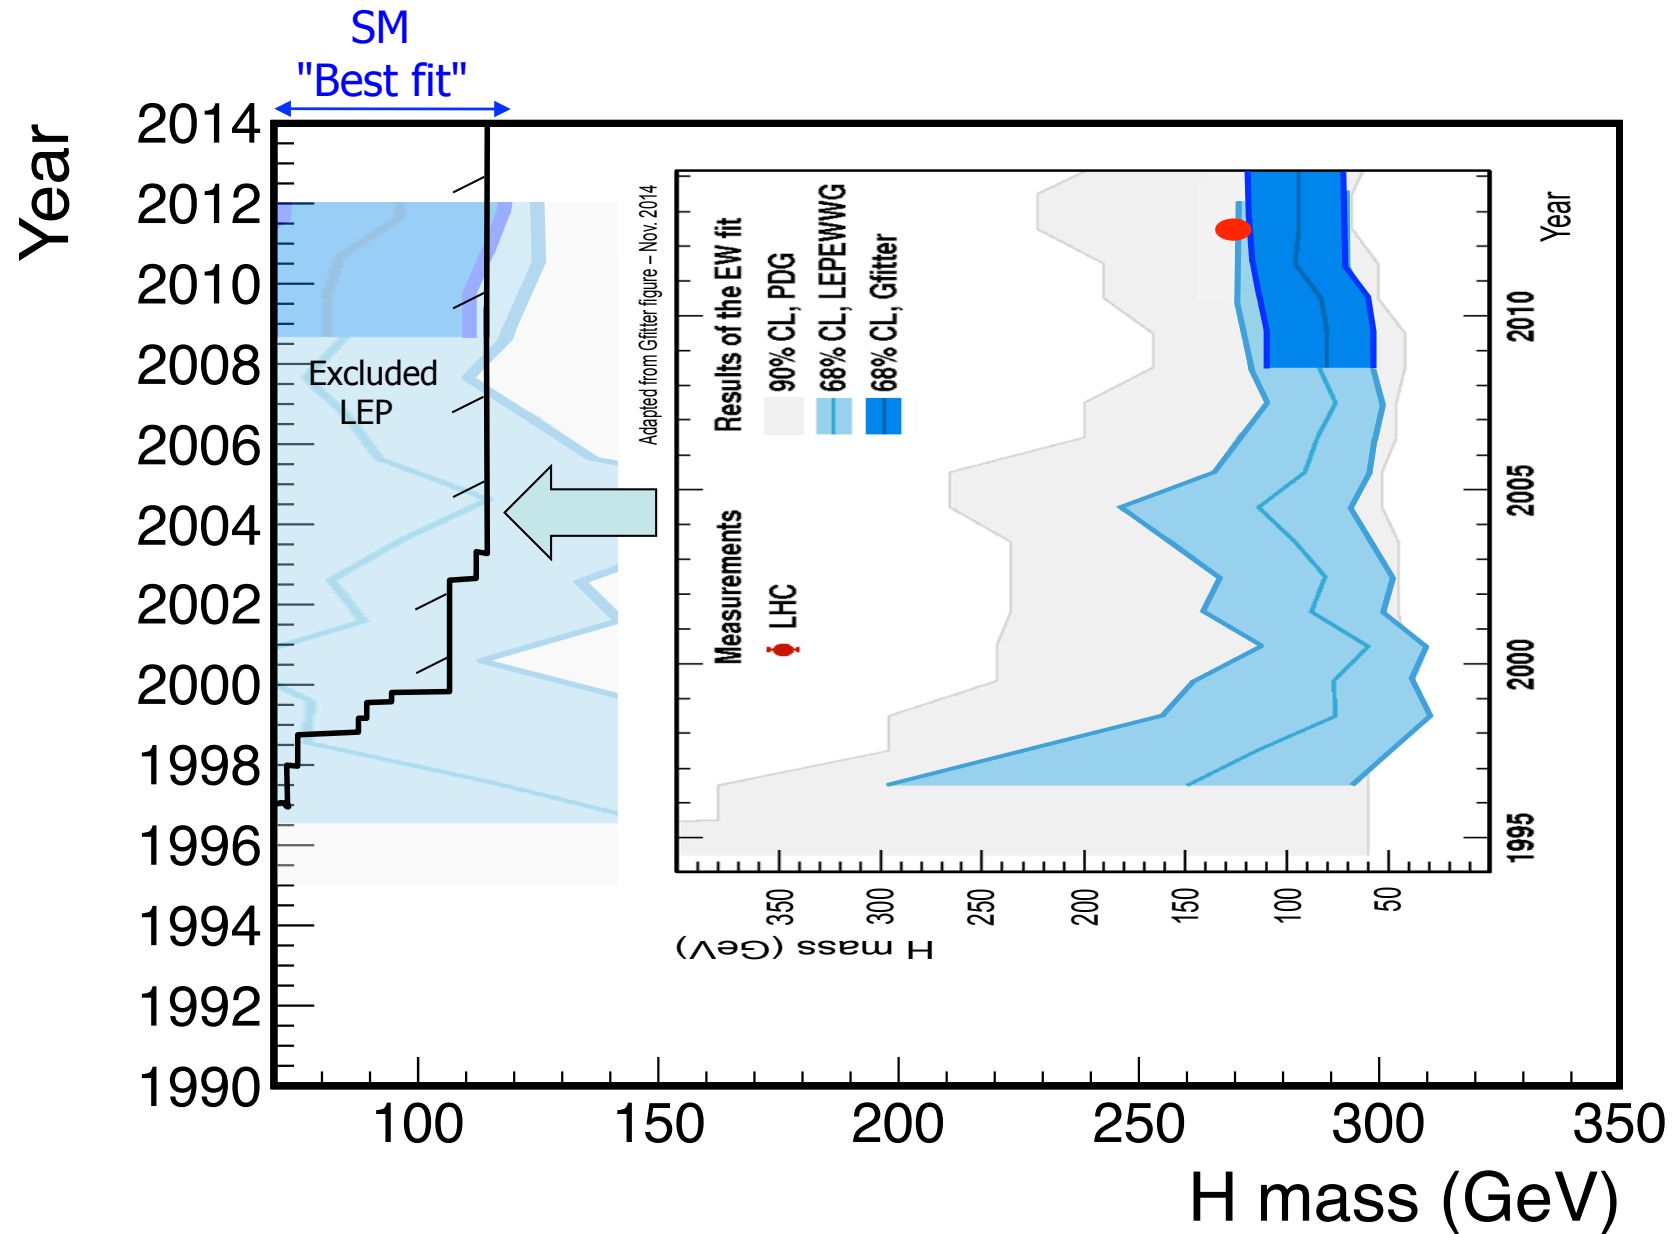 SM
"Best fit"
Year
2014
2012
2010
2008
2006
2004
2002
2000
1998
1996
1994
1992
1990
Excluded
LEP
Adapted from Gfitter figure – Nov. 2014
Results of the EW fit
90% CL, PDG
68% CL, LEPEWWG
68% CL, Gfitter
Measurements
LHC
Year
2010
2005
2000
1995
350
300
250
200
150
100
50
H mass (GeV)
100
150
200
250
300
350
H mass (GeV)